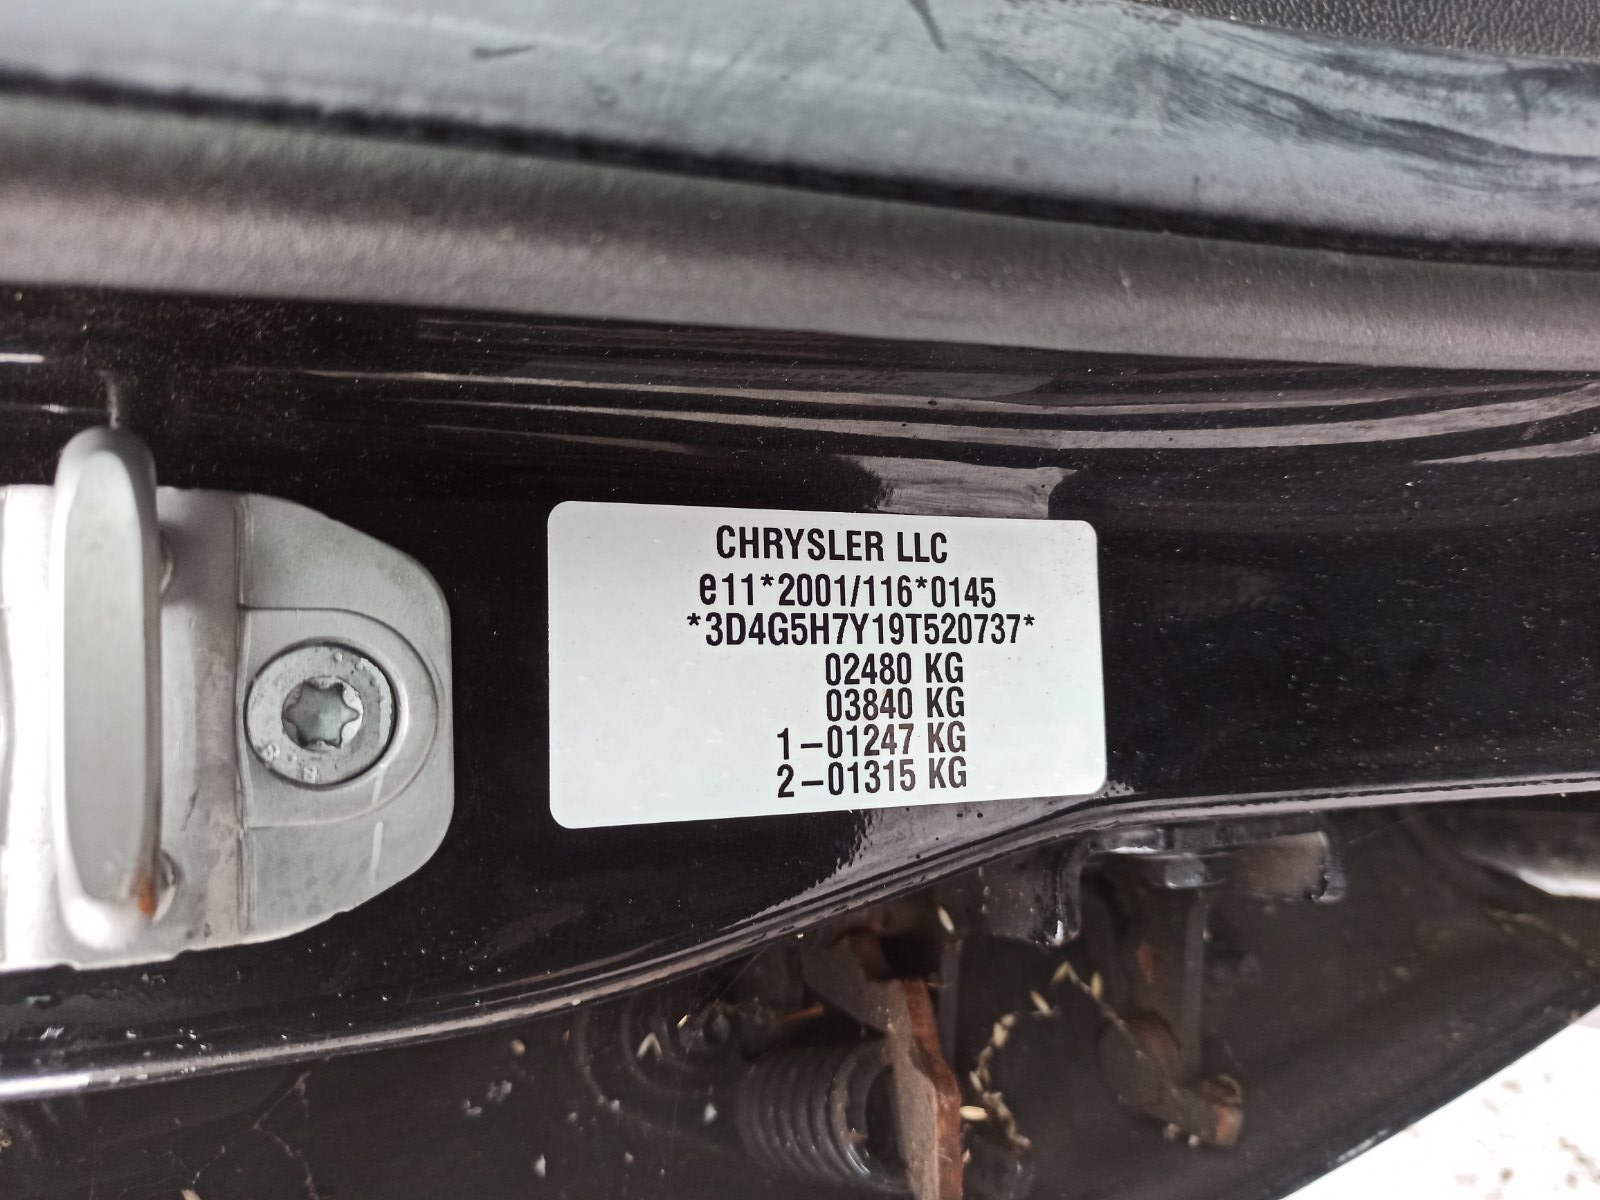 CHRYSLER LLC
e11*2001/116*0145
*3D4G5H7Y19T520737*
02480 KG
03840 KG
1-01247 KG
2-01315 KG